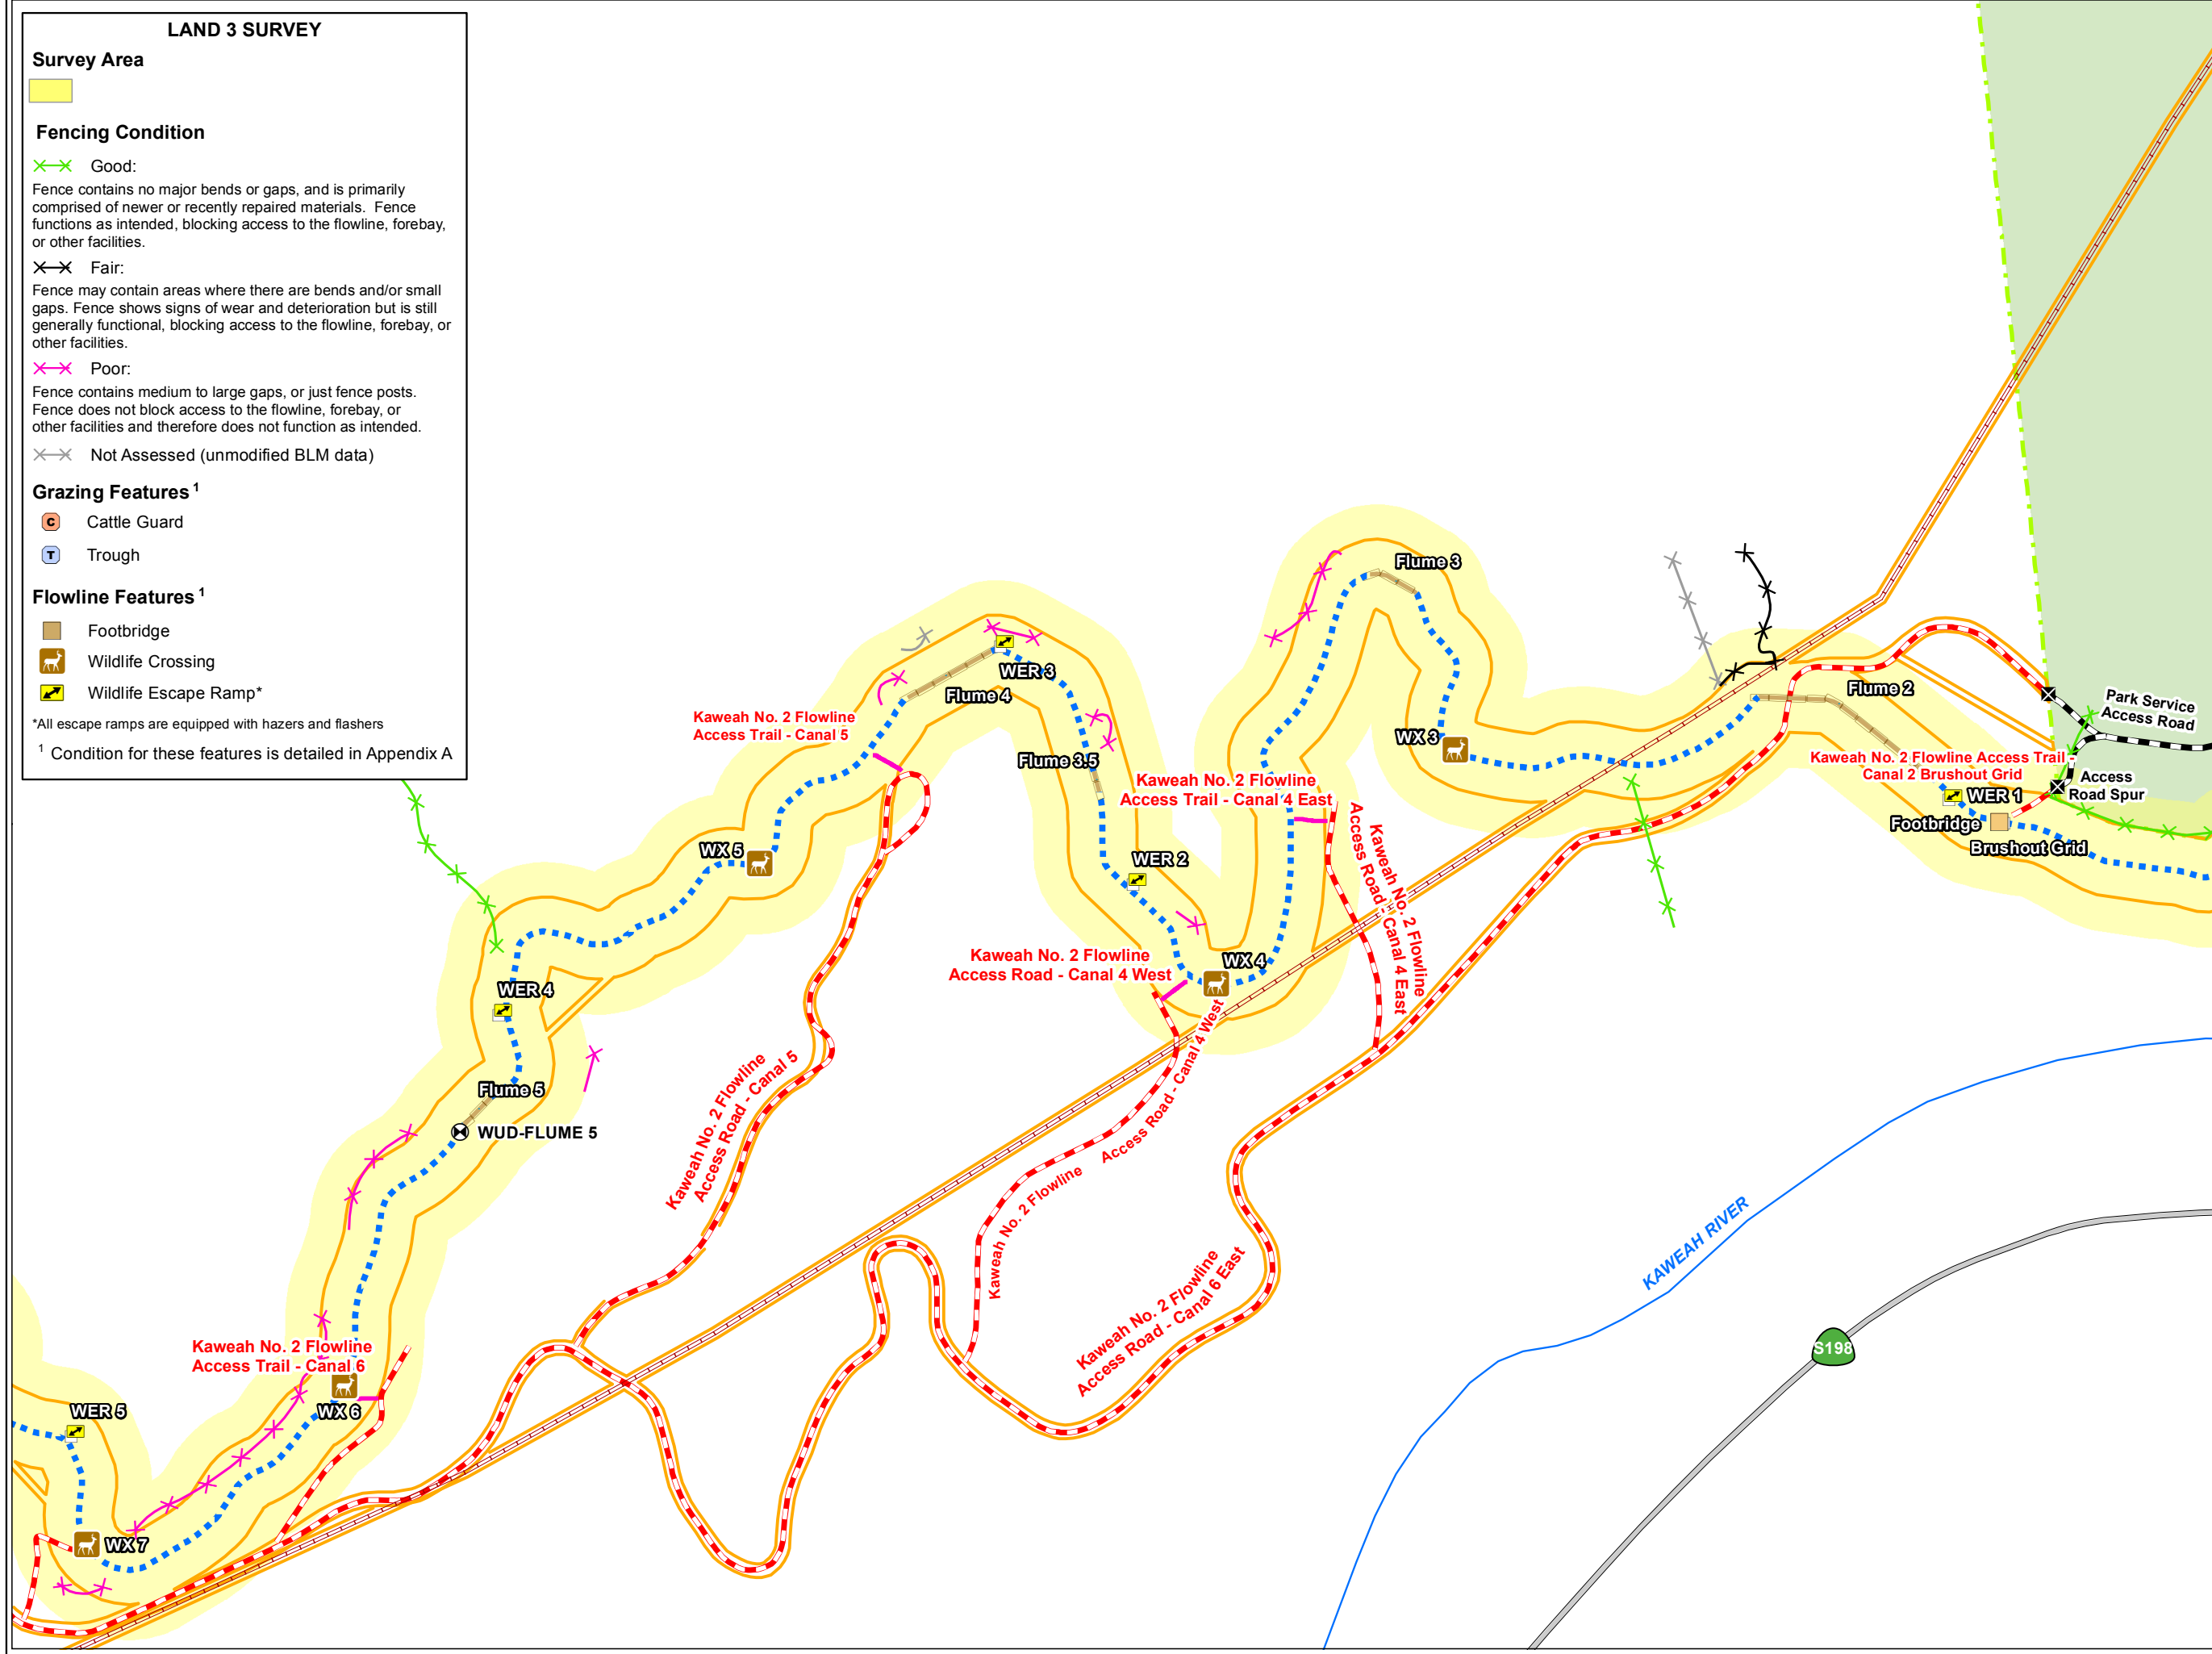 LAND 3 SURVEY
Survey Area
Fencing Condition
Good:
Fence contains no major bends or gaps, and is primarily
comprised of newer or recently repaired materials. Fence
functions as intended, blocking access to the flowline, forebay,
or other facilities.
Fair:
Fence may contain areas where there are bends and/or small
gaps. Fence shows signs of wear and deterioration but is still
generally functional, blocking access to the flowline, forebay, or
other facilities.
Poor:
Fence contains medium to large gaps, or just fence posts.
Fence does not block access to the flowline, forebay, or
other facilities and therefore does not function as intended.
Not Assessed (unmodified BLM data)
Grazing Features 1
C Cattle Guard
T Trough
Flowline Features 1
Footbridge
Wildlife Crossing
Wildlife Escape Ramp*
*All escape ramps are equipped with hazers and flashers
1 Condition for these features is detailed in Appendix A
Flume 3
WER 3
Flume 4
Flume 2
Park Service
Access Road
Kaweah No. 2 Flowline
Access Trail - Canal 5
WX 3
Flume 3.5
Kaweah No. 2 Flowline Access Trail -
Canal 2 Brushout Grid
Access
Road Spur
Kaweah No. 2 Flowline
Access Trail - Canal 4 East
WER 1
Footbridge
Brushout Grid
WX 5
WER 2
Kaweah No. 2 Flowline
Access Road - Canal 4 East
Kaweah No. 2 Flowline
Access Road - Canal 4 West
WX 4
WER 4
Flume 5
WUD-FLUME 5
Kaweah No. 2 Flowline
Access Road - Canal 5
Kaweah No. 2 Flowline Access Road - Canal 4 West
Kaweah No. 2 Flowline
Access Road - Canal 6 East
KAWEAH RIVER
S198
Kaweah No. 2 Flowline
Access Trail - Canal 6
WX 6
WER 5
WX 7